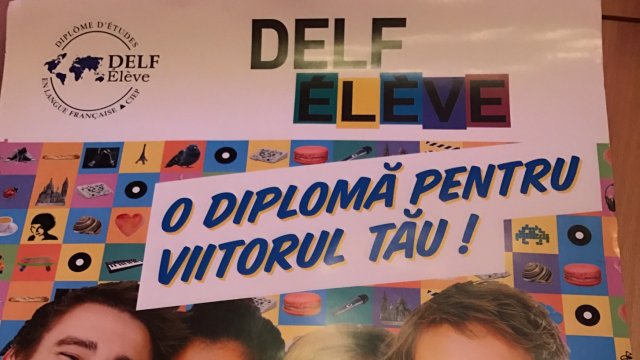 DIPLÔME D'ÉTUDES
DELF
Elève
EN LANGUE FRANÇAISE ▲ CIEP
DELF
ÉLÈVE
O DIPLOMĂ PENTRU
VIITORUL TĂU !